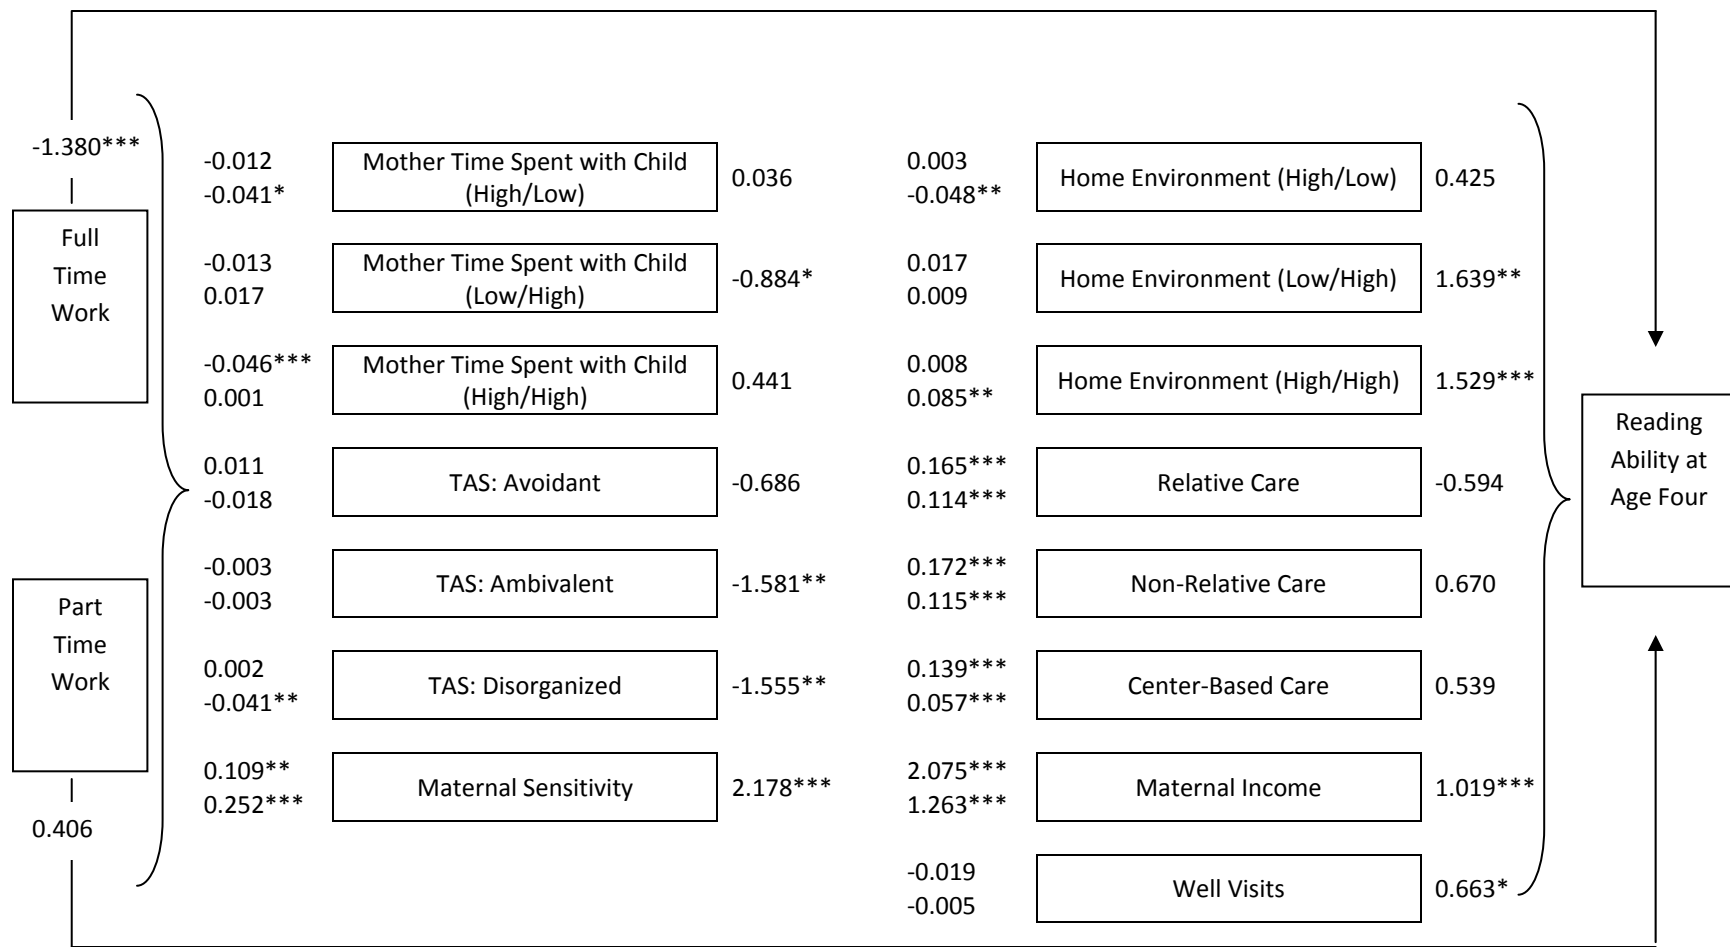 -1.380***
Full
Time
Work
Part
Time
Work
0.406
-0.012
-0.041*
Mother Time Spent with Child
(High/Low)
0.036
-0.013
0.017
Mother Time Spent with Child
(Low/High)
-0.884*
-0.046***
0.001
Mother Time Spent with Child
(High/High)
0.441
0.011
-0.018
TAS: Avoidant
-0.686
-0.003
-0.003
TAS: Ambivalent
-1.581**
0.002
-0.041**
TAS: Disorganized
-1.555**
0.109**
0.252***
Maternal Sensitivity
2.178***
0.003
-0.048**
Home Environment (High/Low)
0.425
0.017
0.009
Home Environment (Low/High)
1.639**
0.008
0.085**
Home Environment (High/High)
1.529***
0.165***
0.114***
Relative Care
-0.594
0.172***
0.115***
Non-Relative Care
0.670
0.139***
0.057***
Center-Based Care
0.539
2.075***
1.263***
Maternal Income
1.019***
-0.019
-0.005
Well Visits
0.663*
Reading
Ability at
Age Four